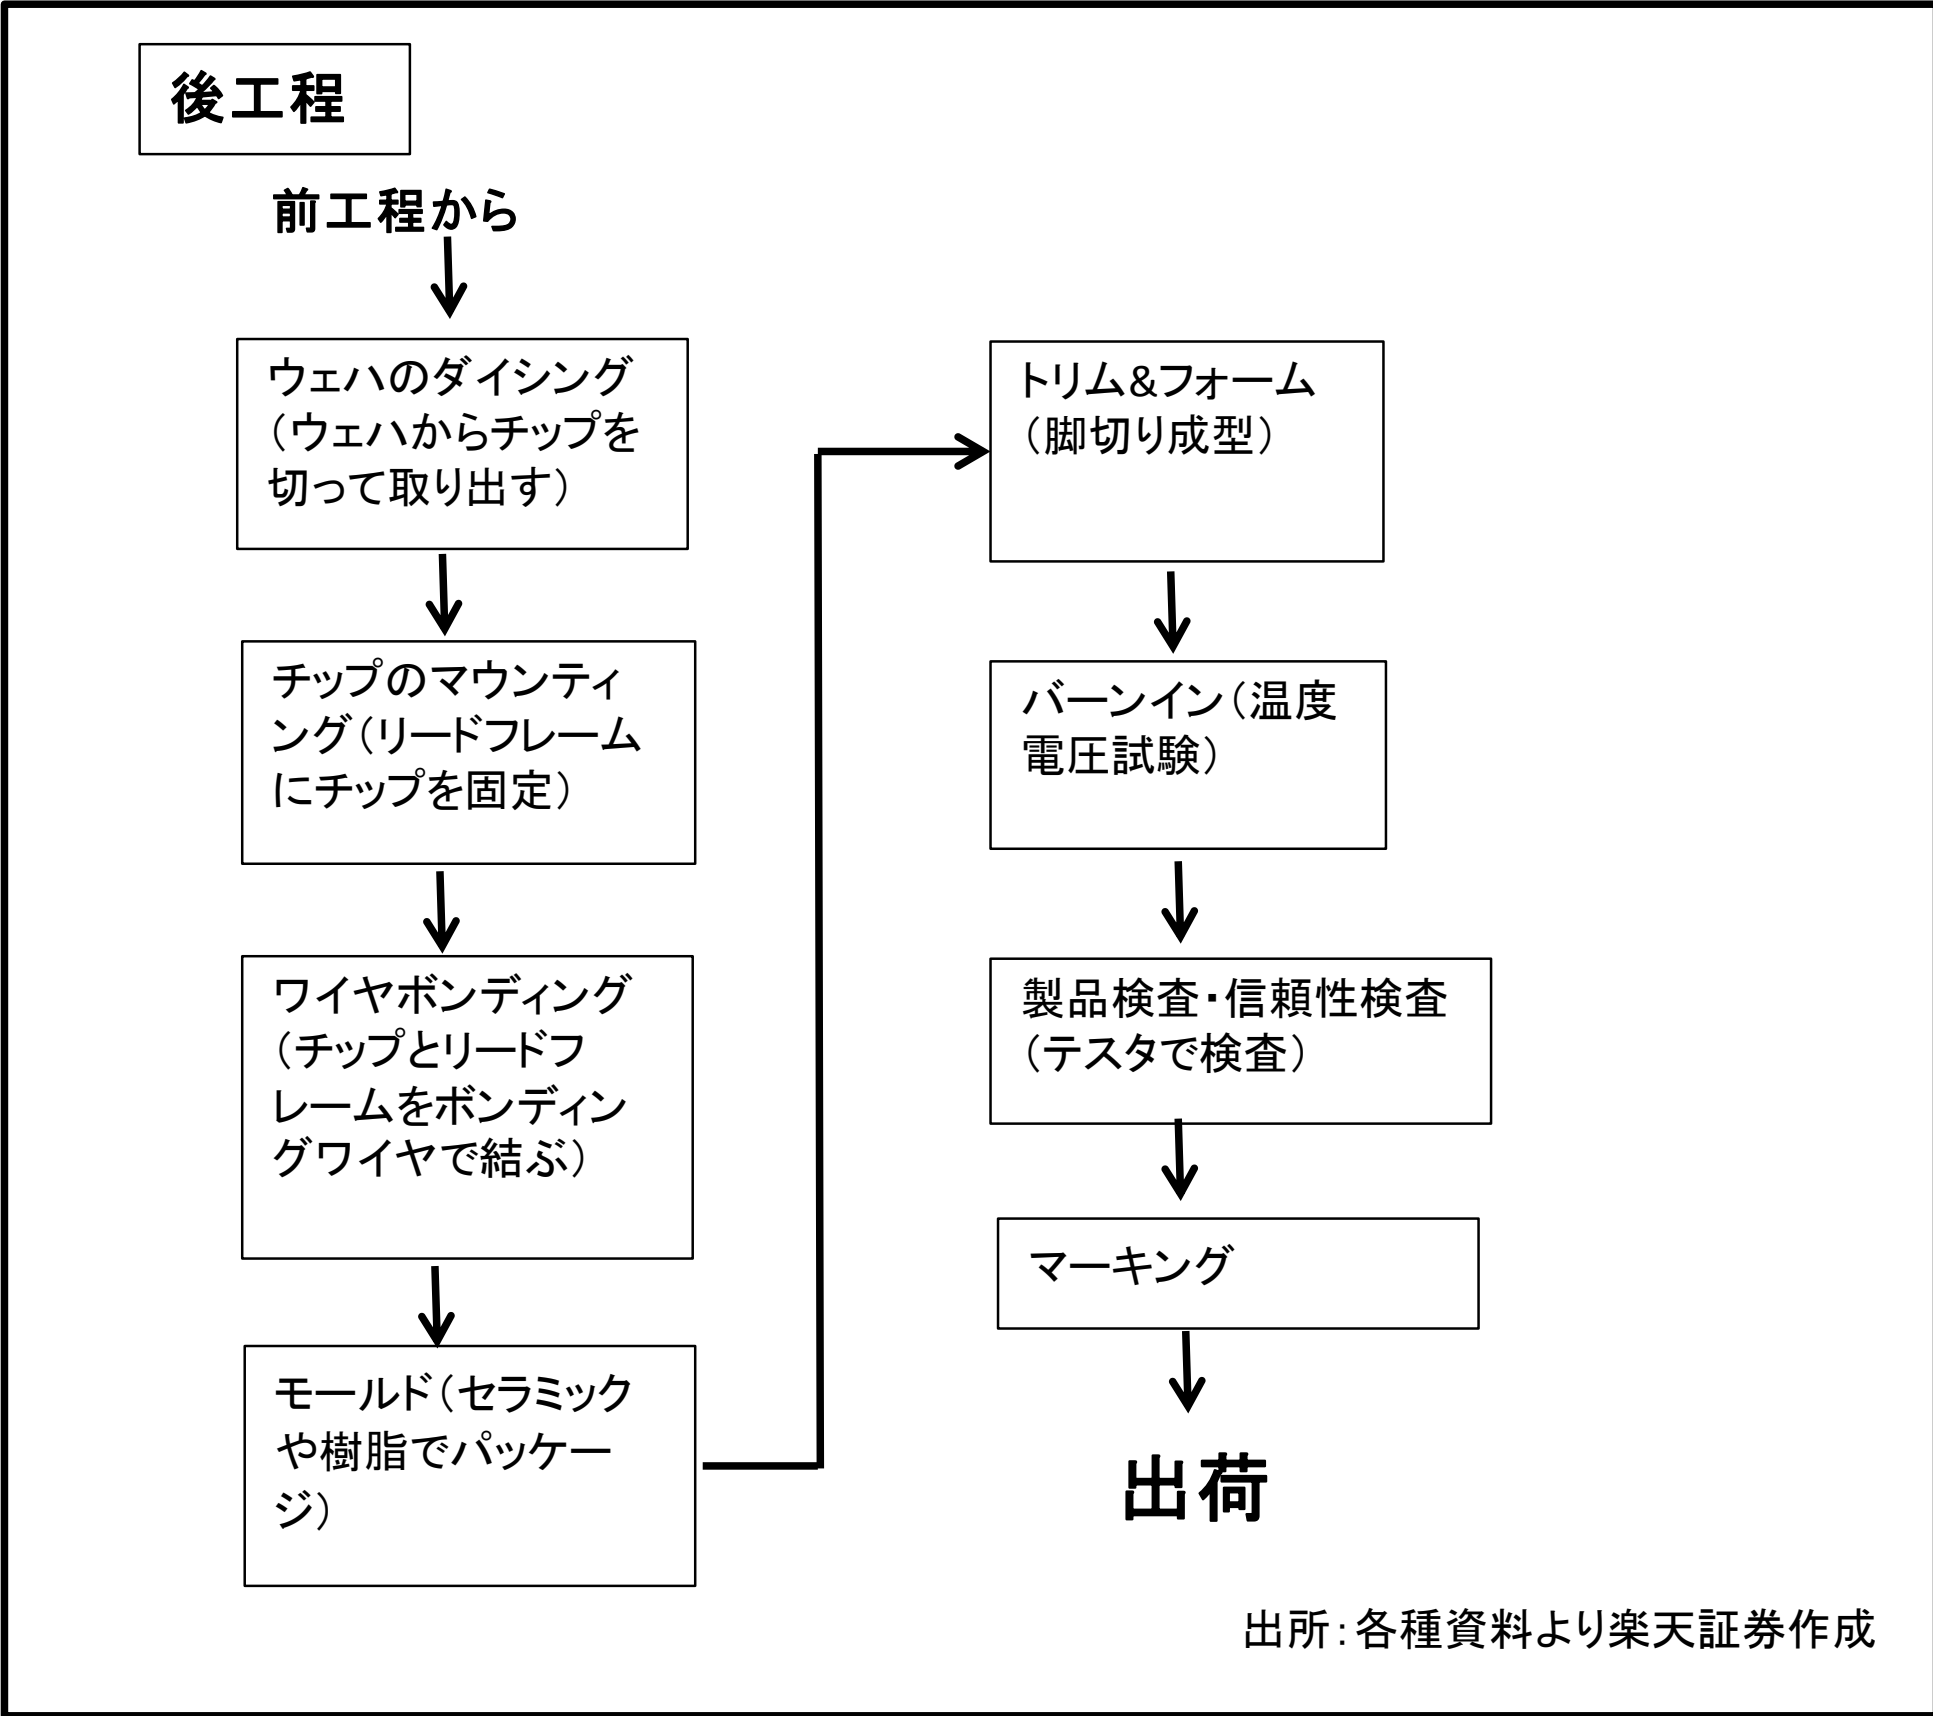 後工程
前工程から
ウェハのダイシング
（ウェハからチップを
切って取り出す）
チップのマウンティ
ング（リードフレーム
にチップを固定）
ワイヤボンディング
（チップとリードフ
レームをボンディン
グワイヤで結ぶ）
モールド（セラミック
や樹脂でパッケー
ジ）
トリム&フォーム
（脚切り成型）
バーンイン（温度
電圧試験）
製品検査・信頼性検査
（テスタで検査）
マーキング
出荷
出所：各種資料より楽天証券作成